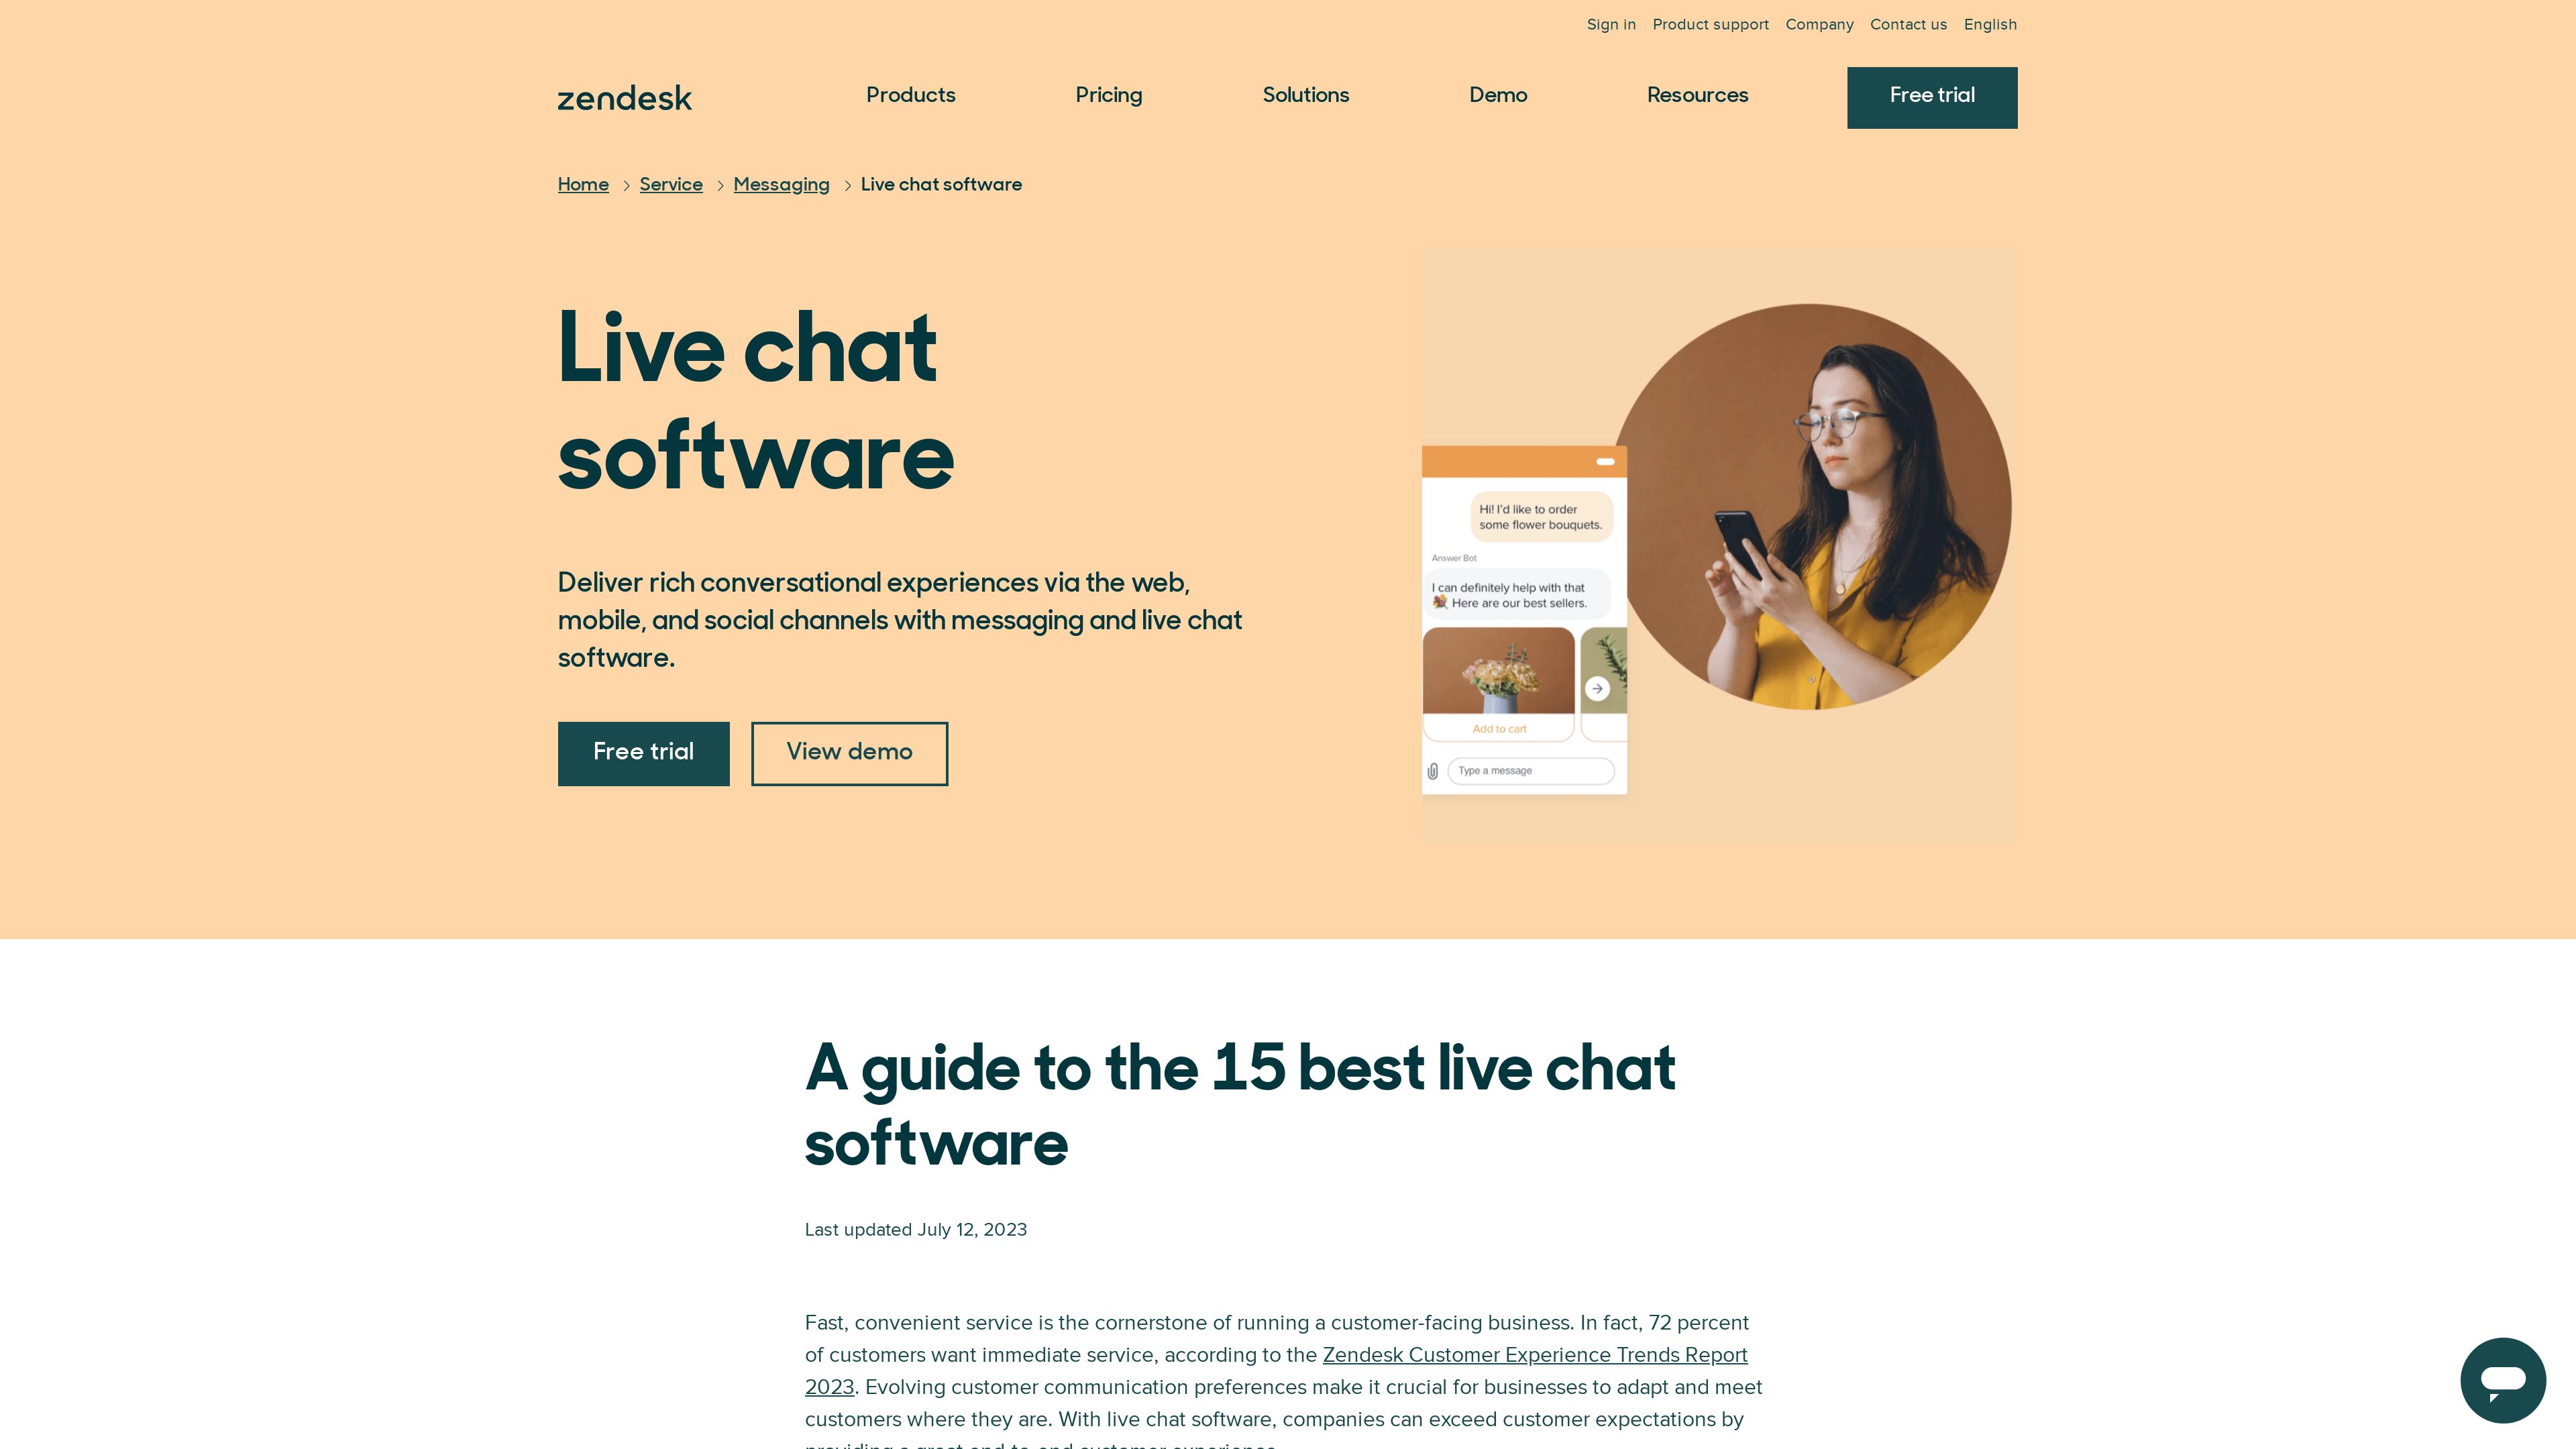 Sign in Product support Company Contact us English
zendesk Products Pricing Solutions Demo Resources Free trial
Home Service Messaging Live chat software
Live chat
software
Deliver rich conversational experiences via the web,
mobile, and social channels with messaging and live chat
software.
Free trial View demo
Hi! I'd like to order
some flower bouquets.
Answer Bot
I can definitely help with that
💐 Here are our best sellers.
Add to cart
Type a message
A guide to the 15 best live chat
software
Last updated July 12, 2023
Fast, convenient service is the cornerstone of running a customer-facing business. In fact, 72 percent
of customers want immediate service, according to the Zendesk Customer Experience Trends Report
2023. Evolving customer communication preferences make it crucial for businesses to adapt and meet
customers where they are. With live chat software, companies can exceed customer expectations by
providing a great end-to-end customer experience.